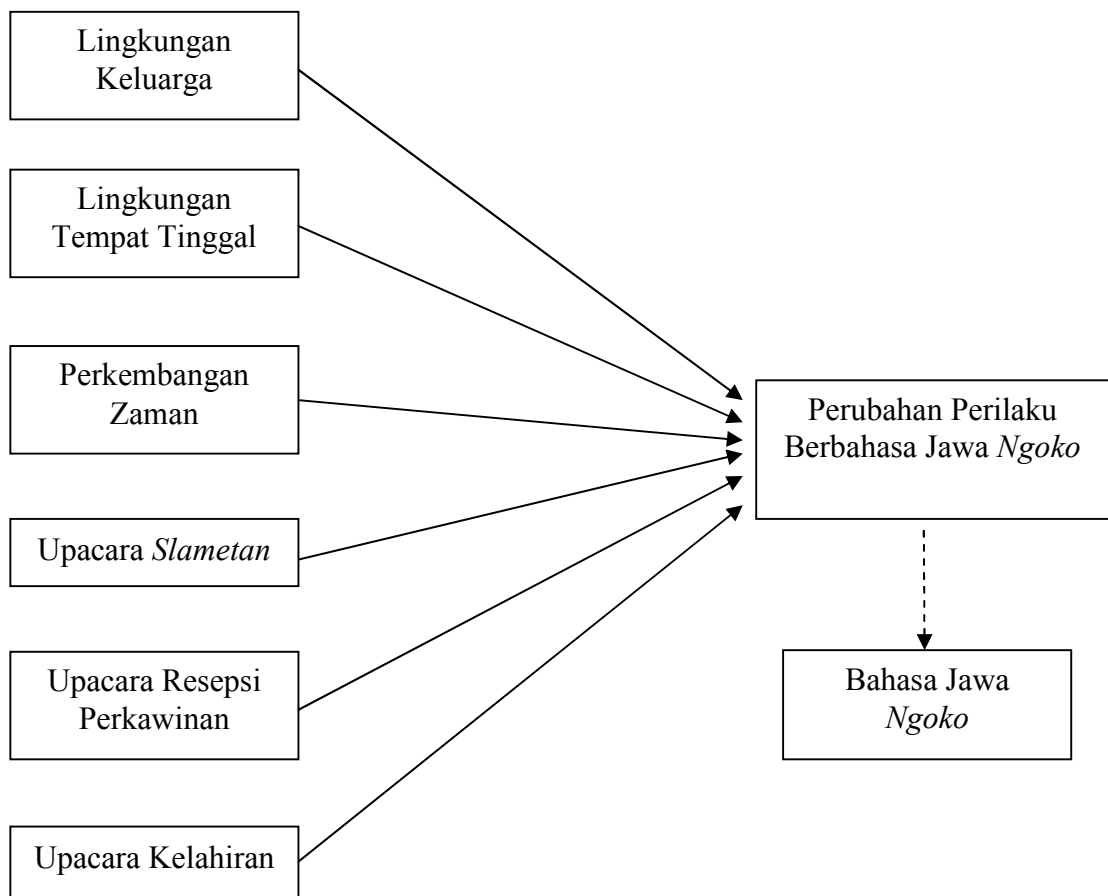 Lingkungan
Keluarga
Lingkungan
Tempat Tinggal
Perkembangan
Zaman
Upacara Slametan
Upacara Resepsi
Perkawinan
Upacara Kelahiran
Perubahan Perilaku
Berbahasa Jawa Ngoko
Bahasa Jawa
Ngoko